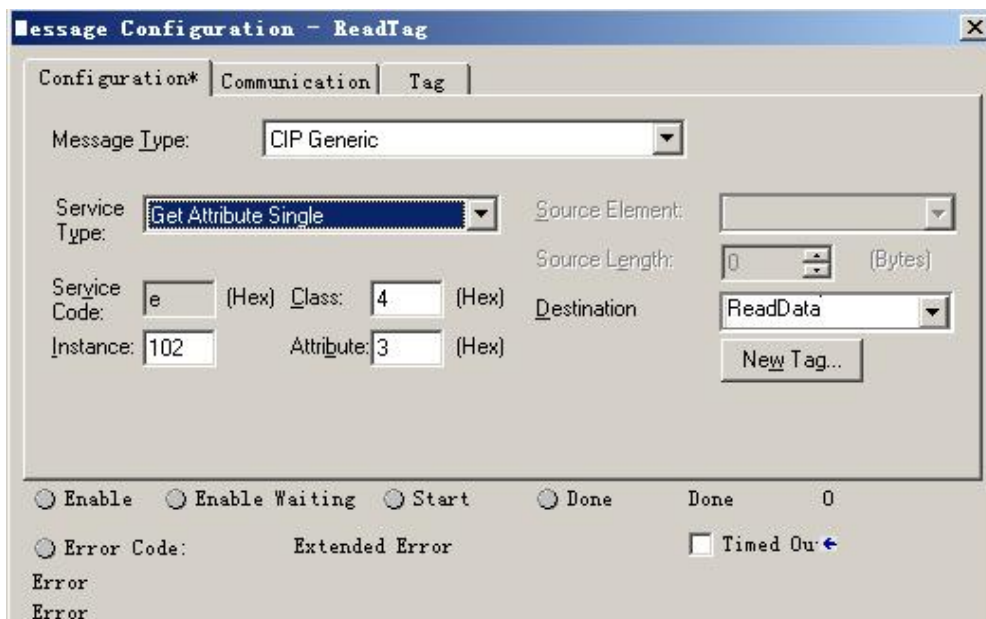 Message Configuration - ReadTag
Configuration* Communication Tag
Message Type: CIP Generic
Service Type: Get Attribute Single Source Element:
Source Length: 0 (Bytes)
Service Code: e (Hex) Class: 4 (Hex) Destination ReadData
Instance: 102 Attribute: 3 (Hex) New Tag...
Enable Enable Waiting Start Done Done 0
Error Code: Extended Error Timed Ou
Error
Error